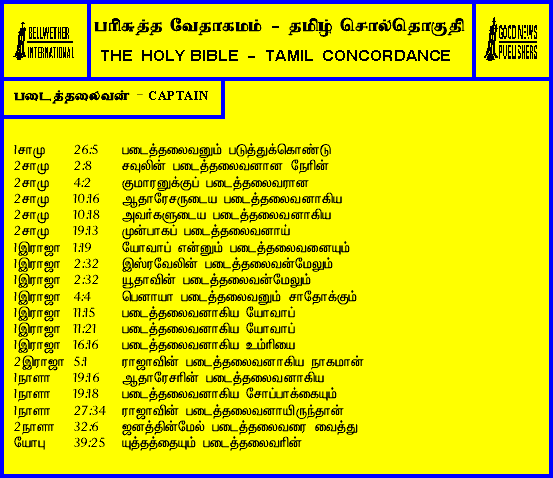 BELLWETHER
INTERNATIONAL
பரிசுத்த வேதாகமம் - தமிழ் சொல்தொகுதி
THE HOLY BIBLE - TAMIL CONCORDANCE
GOOD NEWS
PUBLISHERS
படைத்தலைவன் - CAPTAIN
1சாமு 26:5 படைத்தலைவனும் படுத்துக்கொண்டு
2சாமு 2:8 சவுலின் படைத்தலைவனான நேரின்
2சாமு 4:2 குமாரனுக்குப் படைத்தலைவரான
2சாமு 10:16 ஆதாரேசருடைய படைத்தலைவனாகிய
2சாமு 10:18 அவர்களுடைய படைத்தலைவனாகிய
2சாமு 19:13 முன்பாகப் படைத்தலைவனாய்
1இராஜா 1:19 யோவாப் என்னும் படைத்தலைவனையும்
1இராஜா 2:32 இஸ்ரவேலின் படைத்தலைவன்மேலும்
1இராஜா 2:32 யூதாவின் படைத்தலைவன்மேலும்
1இராஜா 4:4 பெனாயா படைத்தலைவனும் சாதோக்கும்
1இராஜா 11:15 படைத்தலைவனாகிய யோவாப்
1இராஜா 11:21 படைத்தலைவனாகிய யோவாப்
1இராஜா 16:16 படைத்தலைவனாகிய உம்ரியை
2இராஜா 5:1 ராஜாவின் படைத்தலைவனாகிய நாகமான்
1நாளா 19:16 ஆதாரேசரின் படைத்தலைவனாகிய
1நாளா 19:18 படைத்தலைவனாகிய சோப்பாக்கையும்
1நாளா 27:34 ராஜாவின் படைத்தலைவனாயிருந்தான்
2நாளா 32:6 ஜனத்தின்மேல் படைத்தலைவரை வைத்து
யோபு 39:25 யுத்தத்தையும் படைத்தலைவரின்